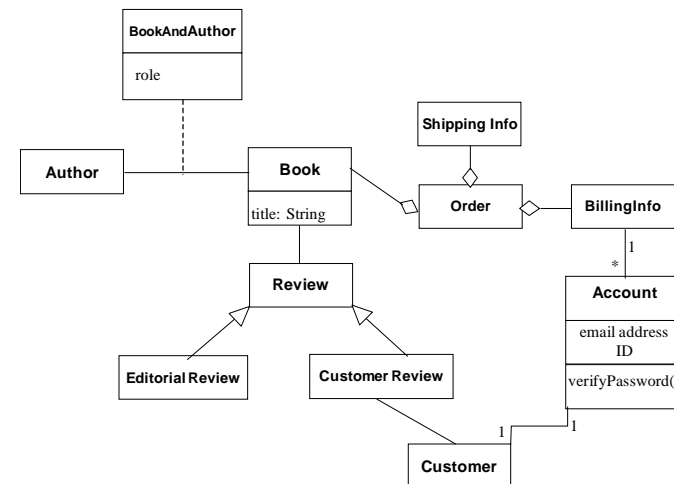 BookAndAuthor
role
Shipping Info
Author
Book
title: String
Order
BillingInfo
1
*
Review
Account
email address
ID
verifyPassword(
Editorial Review
Customer Review
1
1
Customer